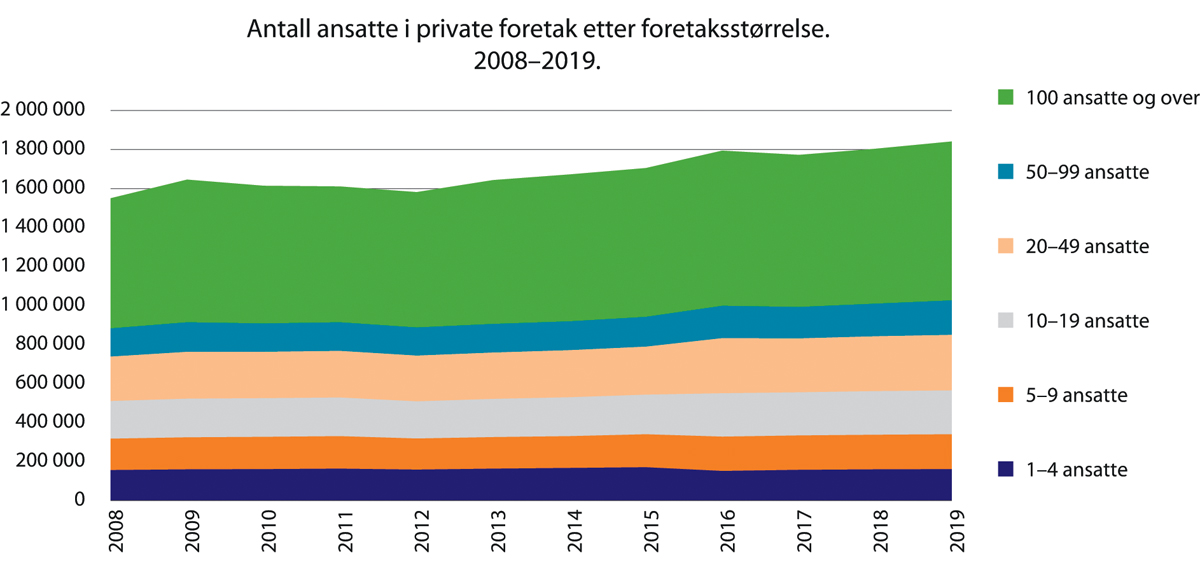 Antall ansatte i private foretak etter foretaksstørrelse.
2008–2019.
2 000 000
1 800 000
1 600 000
1 400 000
1 200 000
1 000 000
800 000
600 000
400 000
200 000
0
2008
2009
2010
2011
2012
2013
2014
2015
2016
2017
2018
2019
100 ansatte og over
50–99 ansatte
20–49 ansatte
10–19 ansatte
5–9 ansatte
1–4 ansatte